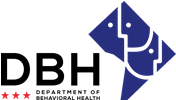 DBH
DEPARTMENT OF
BEHAVIORAL HEALTH